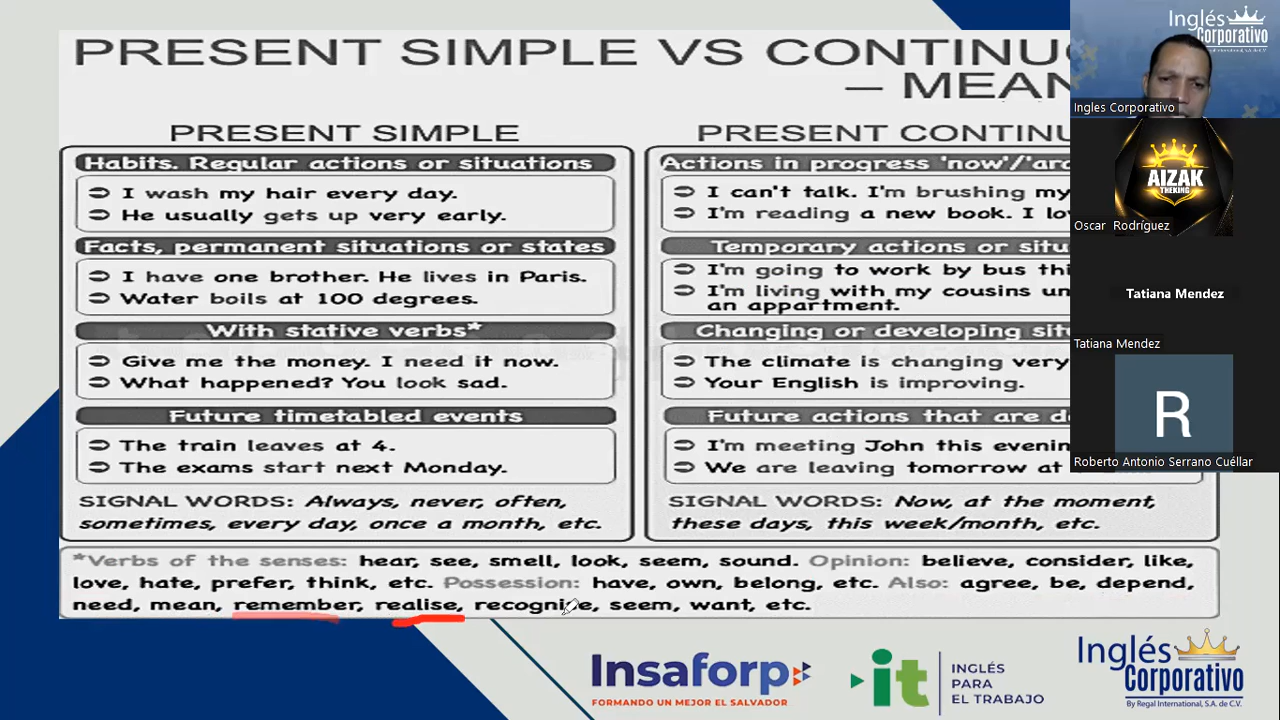 PRESENT SIMPLE VS CONTINU
– MEAN
PRESENT SIMPLE
Habits. Regular actions or situations
I wash my hair every day.
He usually gets up very early.
Facts, permanent situations or states
I have one brother. He lives in Paris.
Water boils at 100 degrees.
With stative verbs*
Give me the money. I need it now.
What happened? You look sad.
Future timetabled events
The train leaves at 4.
The exams start next Monday.
SIGNAL WORDS: Always, never, often,
sometimes, every day, once a month, etc.
PRESENT CONTINU
Actions in progress 'now'/'aro
I can't talk. I'm brushing my
I'm reading a new book. I lo
Temporary actions or situ
I'm going to work by bus thi
I'm living with my cousins un
an appartment.
Changing or developing sit
The climate is changing very
Your English is improving.
Future actions that are d
I'm meeting John this evenin
We are leaving tomorrow at
SIGNAL WORDS: Now, at the moment,
these days, this week/month, etc.
*Verbs of the senses: hear, see, smell, look, seem, sound. Opinion: believe, consider, like,
love, hate, prefer, think, etc. Possession: have, own, belong, etc. Also: agree, be, depend,
need, mean, remember, realise, recognize, seem, want, etc.
Inglés
Corporativo
By Regal International, S.A. de C.V.
Ingles Corporativo
AIZAK
THEKING
Oscar Rodríguez
Tatiana Mendez
Tatiana Mendez
R
Roberto Antonio Serrano Cuéllar
Insaforp
FORMANDO UN MEJOR EL SALVADOR
it
INGLÉS
PARA
EL TRABAJO
Inglés
Corporativo
By Regal International, S.A. de C.V.